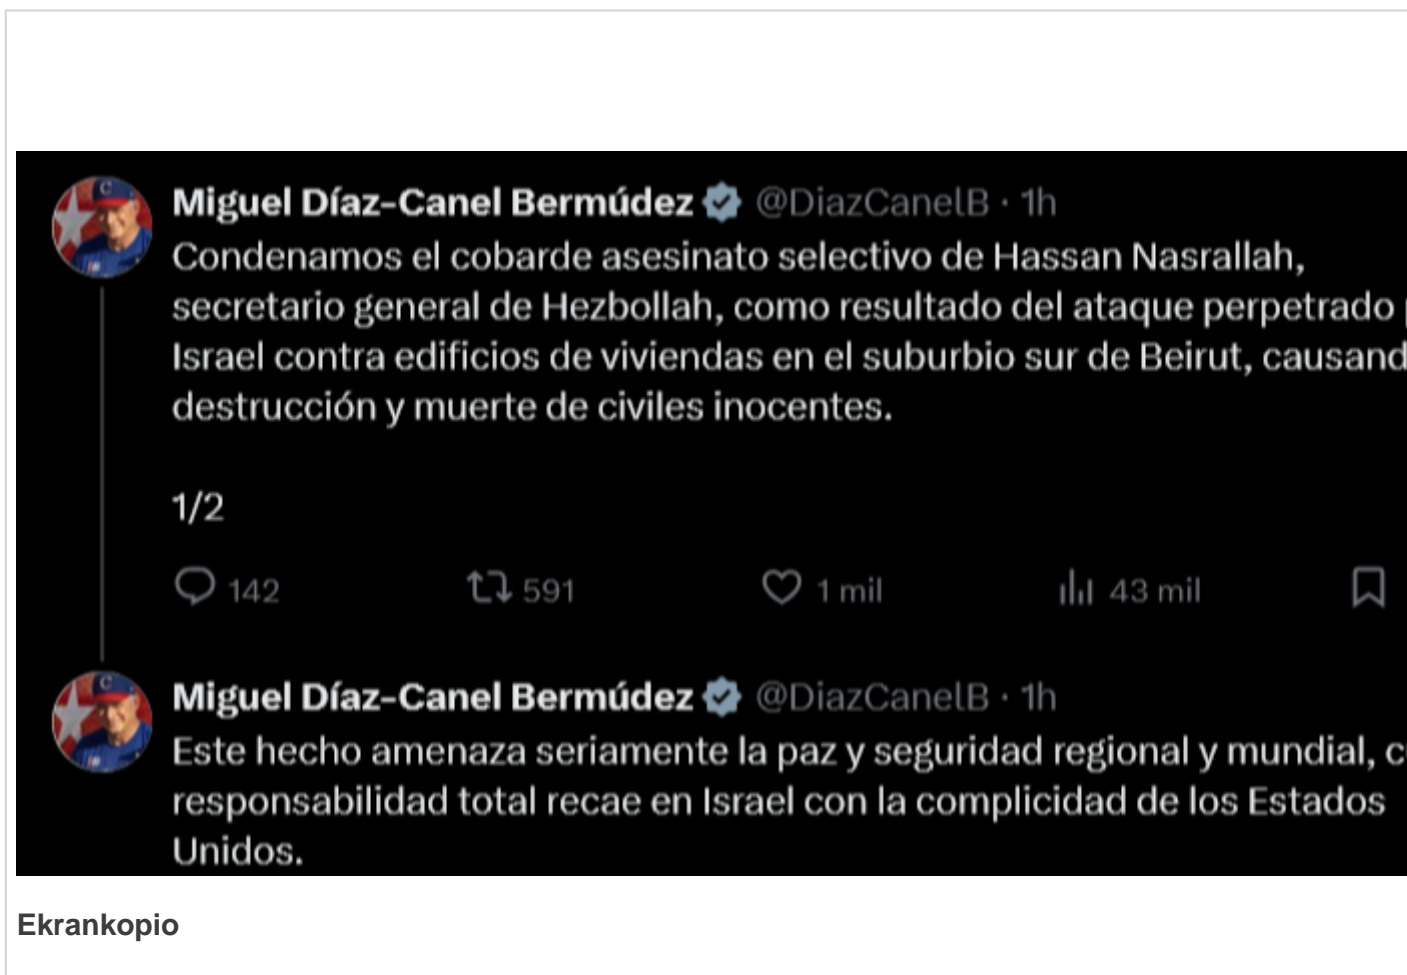 Miguel Díaz-Canel Bermúdez @DiazCanelB · 1h
Condenamos el cobarde asesinato selectivo de Hassan Nasrallah,
secretario general de Hezbollah, como resultado del ataque perpetrado
Israel contra edificios de viviendas en el suburbio sur de Beirut, causand
destrucción y muerte de civiles inocentes.
1/2
142 591 1 mil 43 mil
Miguel Díaz-Canel Bermúdez @DiazCanelB · 1h
Este hecho amenaza seriamente la paz y seguridad regional y mundial,
responsabilidad total recae en Israel con la complicidad de los Estados
Unidos.
Ekrankopio